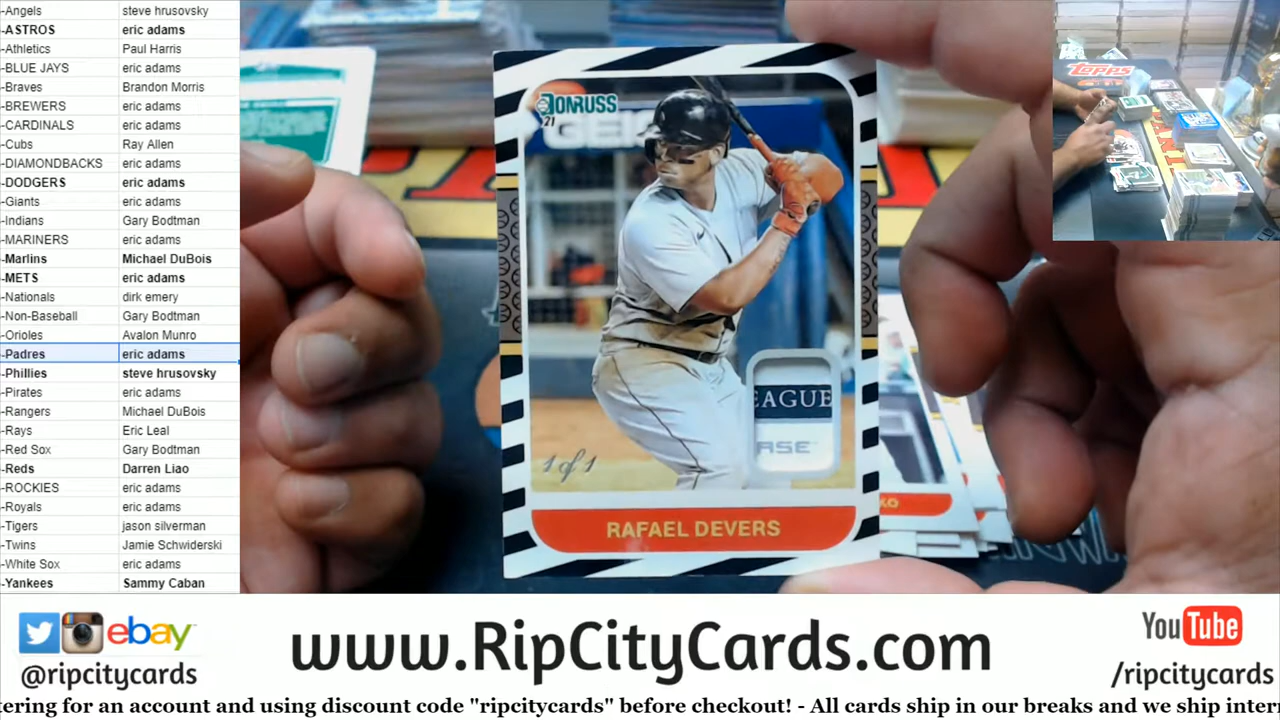 -Angels steve hrusovsky
-ASTROS eric adams
-Athletics Paul Harris
-BLUE JAYS eric adams
-Braves Brandon Morris
-BREWERS eric adams
-CARDINALS eric adams
-Cubs Ray Allen
-DIAMONDBACKS eric adams
-DODGERS eric adams
-Giants eric adams
-Indians Gary Bodtman
-MARINERS eric adams
-Marlins Michael DuBois
-METS eric adams
-Nationals dirk emery
-Non-Baseball Gary Bodtman
-Orioles Avalon Munro
-Padres eric adams
-Phillies steve hrusovsky
-Pirates eric adams
-Rangers Michael DuBois
-Rays Eric Leal
-Red Sox Gary Bodtman
-Reds Darren Liao
-ROCKIES eric adams
-Royals eric adams
-Tigers jason silverman
-Twins Jamie Schwiderski
-White Sox eric adams
-Yankees Sammy Caban
DONRUSS
21
GEI
EAGUE
RSE
1 of 1
RAFAEL DEVERS
KO
Topps
ebay
@ripcitycards
www.RipCityCards.com
YouTube
/ripcitycards
tering for an account and using discount code "ripcitycards" before checkout! - All cards ship in our breaks and we ship inter